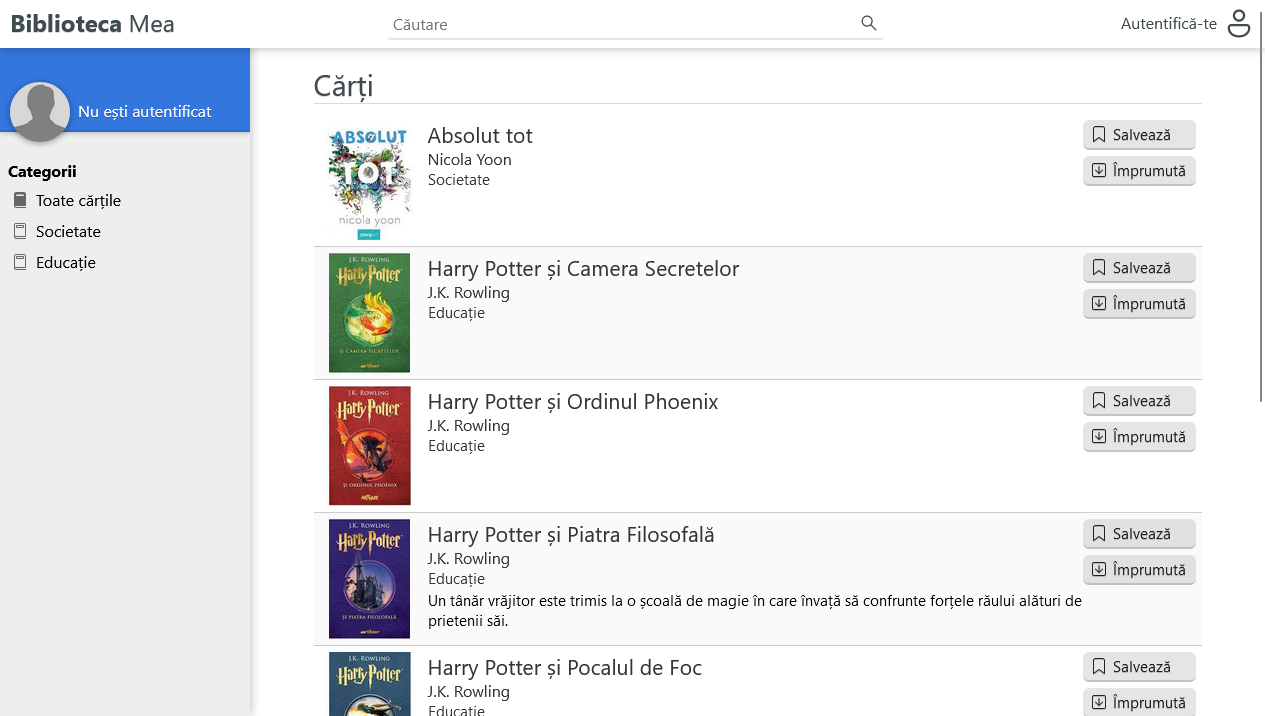 Biblioteca Mea
Căutare
Autentifică-te
Nu ești autentificat
Categorii
Toate cărțile
Societate
Educație
Cărți
ABSOLUT
TOT
nicola yoon
Absolut tot
Nicola Yoon
Societate
Salvează
Împrumută
J.K. ROWLING
Harry Potter
ȘI CAMERA SECRETELOR
Harry Potter și Camera Secretelor
J.K. Rowling
Educație
Salvează
Împrumută
J.K. ROWLING
Harry Potter
ȘI ORDINUL PHOENIX
ARTHUR
Harry Potter și Ordinul Phoenix
J.K. Rowling
Educație
Salvează
Împrumută
J.K. ROWLING
Harry Potter
ȘI PIATRA FILOSOFALĂ
Harry Potter și Piatra Filosofală
J.K. Rowling
Educație
Un tânăr vrăjitor este trimis la o școală de magie în care învață să confrunte forțele răului alături de
prietenii săi.
Salvează
Împrumută
J.K. ROWLING
Harry Potter
Harry Potter și Pocalul de Foc
J.K. Rowling
Educație
Salvează
Împrumută